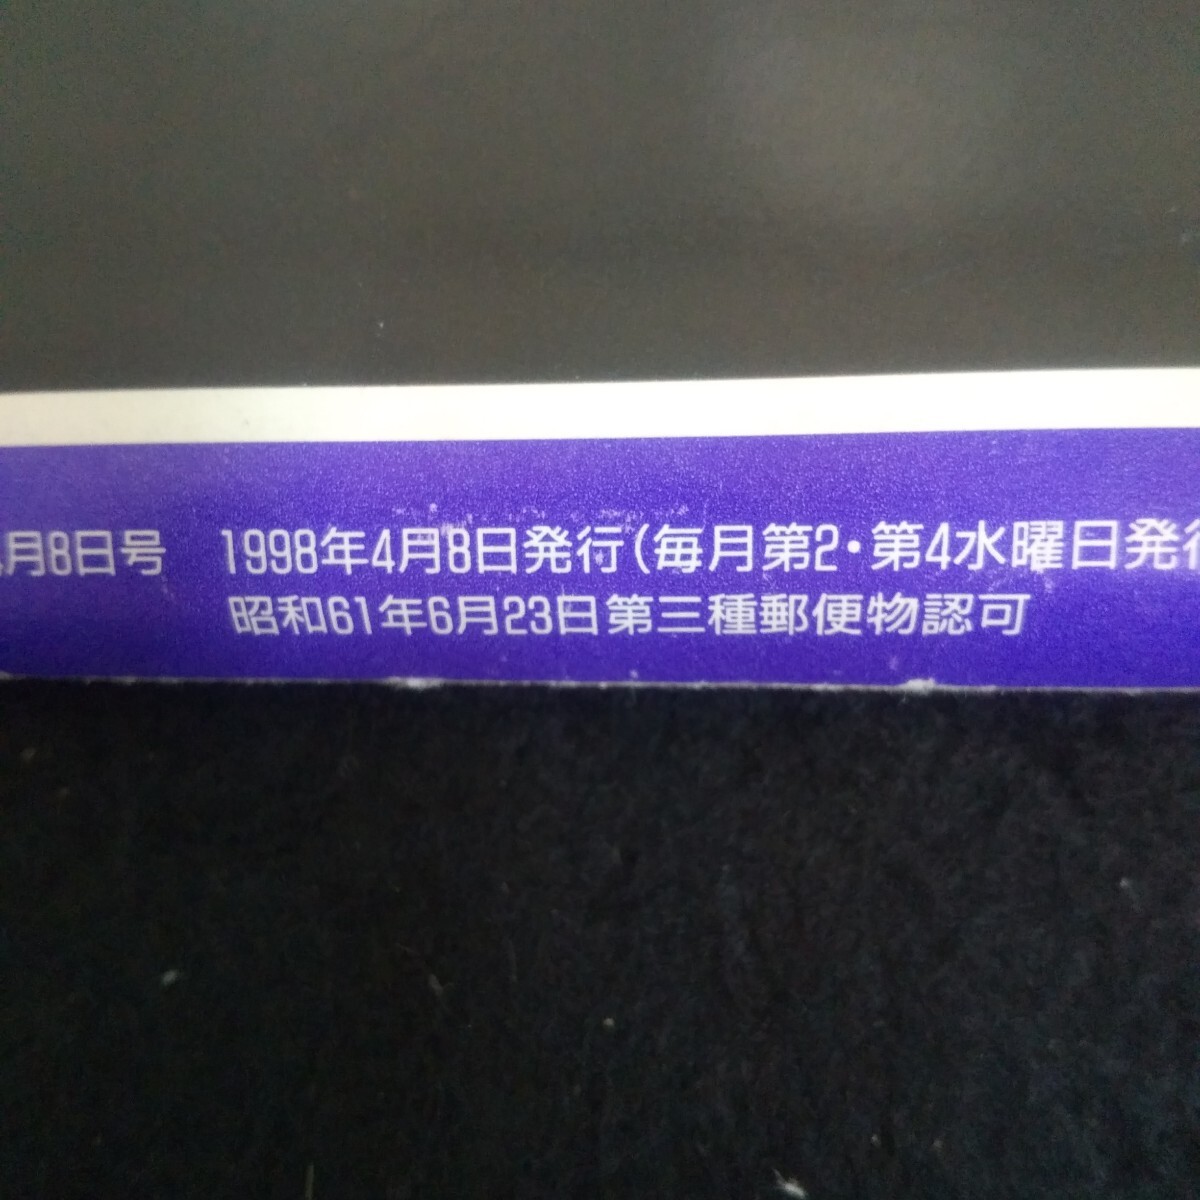 月8日号 1998年4月8日発行(毎月第2・第4水曜日発行
昭和61年6月23日第三種郵便物認可